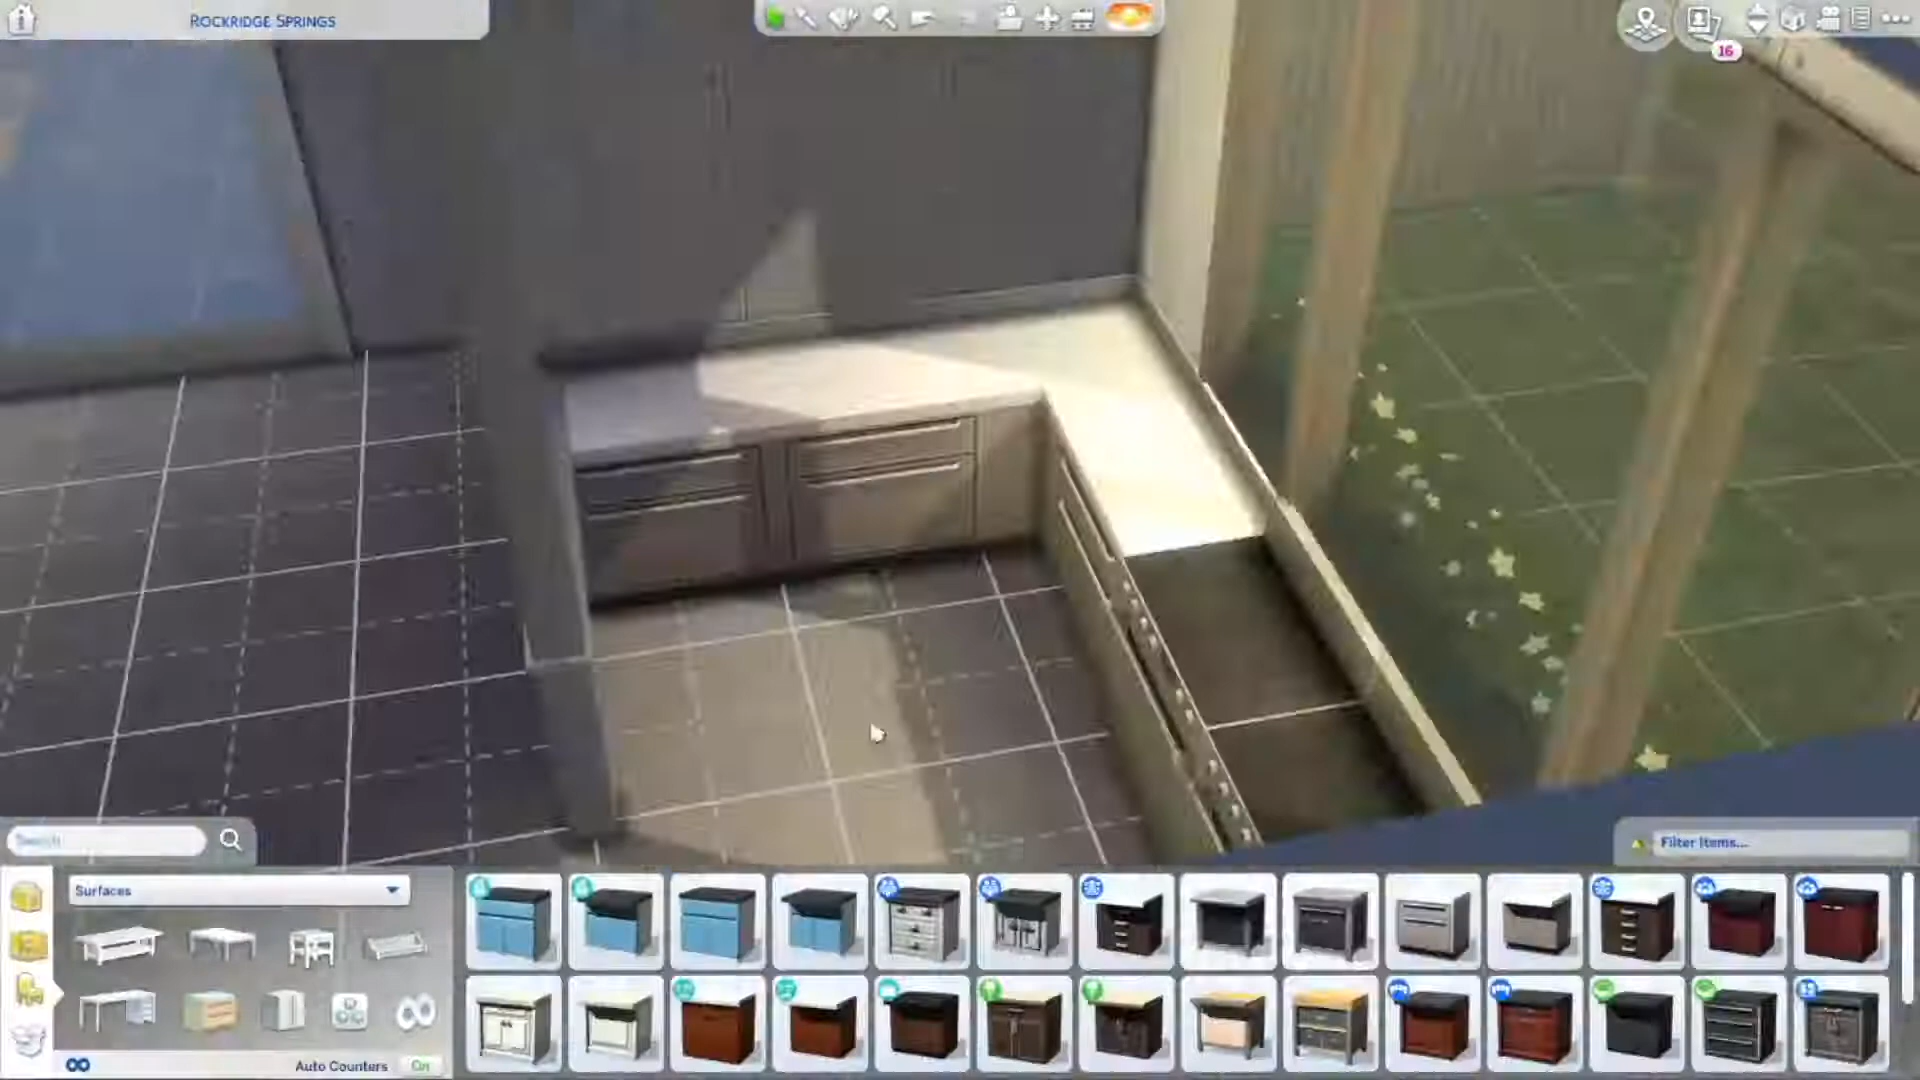 ROCKRIDGE SPRINGS
16
Search
Filter Items...
Surfaces
Auto Counters
On